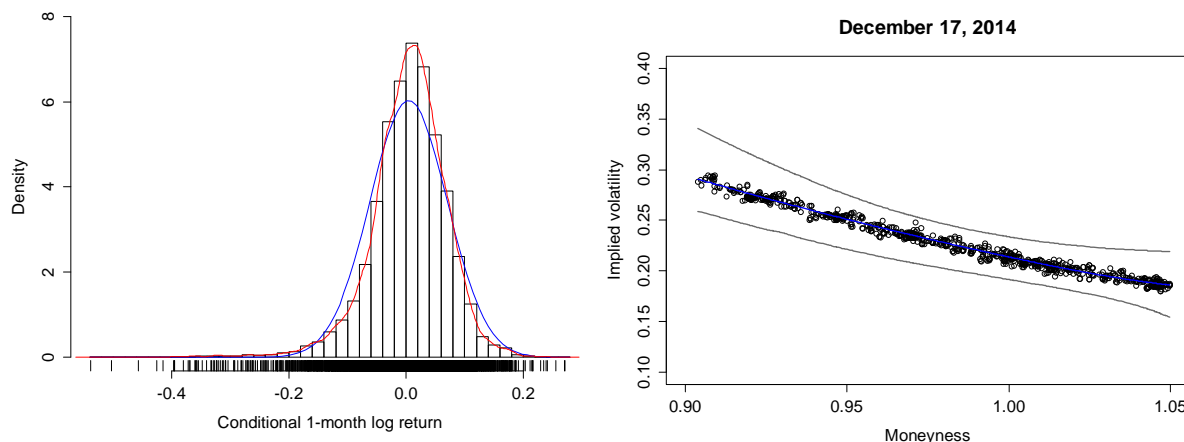 8
6
4
2
0
Density
-0.4 -0.2 0.0 0.2
Conditional 1-month log return
December 17, 2014
0.40
0.35
0.30
0.25
0.20
0.15
0.10
Implied volatility
0.90 0.95 1.00 1.05
Moneyness